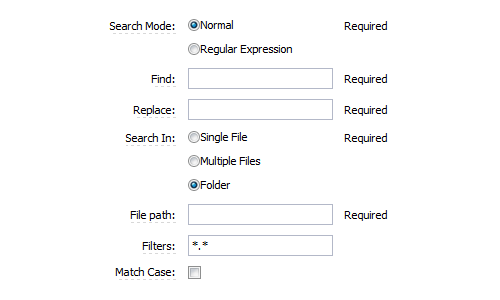 Search Mode: Normal Required
Regular Expression
Find: Required
Replace: Required
Search In: Single File Required
Multiple Files
Folder
File path: Required
Filters: *.*
Match Case: